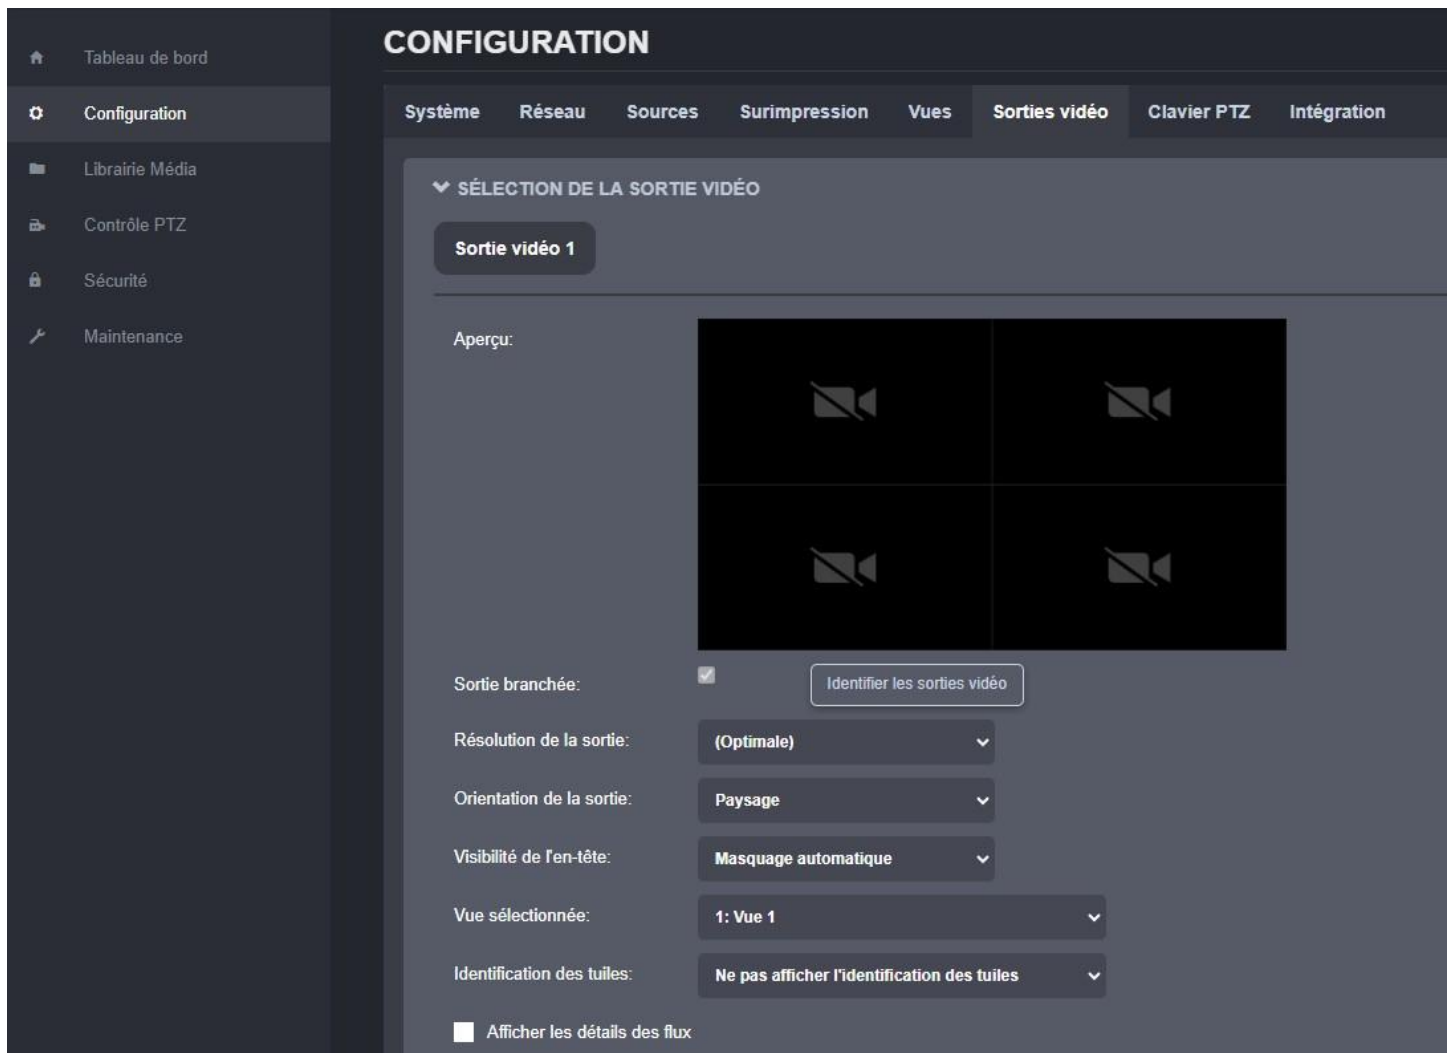 CONFIGURATION
Tableau de bord
Configuration
Librairie Média
Contrôle PTZ
Sécurité
Maintenance
Système Réseau Sources Surimpression Vues Sorties vidéo Clavier PTZ Intégration
SÉLECTION DE LA SORTIE VIDÉO
Sortie vidéo 1
Aperçu:
Sortie branchée: Identifier les sorties vidéo
Résolution de la sortie: (Optimale)
Orientation de la sortie: Paysage
Visibilité de l'en-tête: Masquage automatique
Vue sélectionnée: 1: Vue 1
Identification des tuiles: Ne pas afficher l'identification des tuiles
Afficher les détails des flux